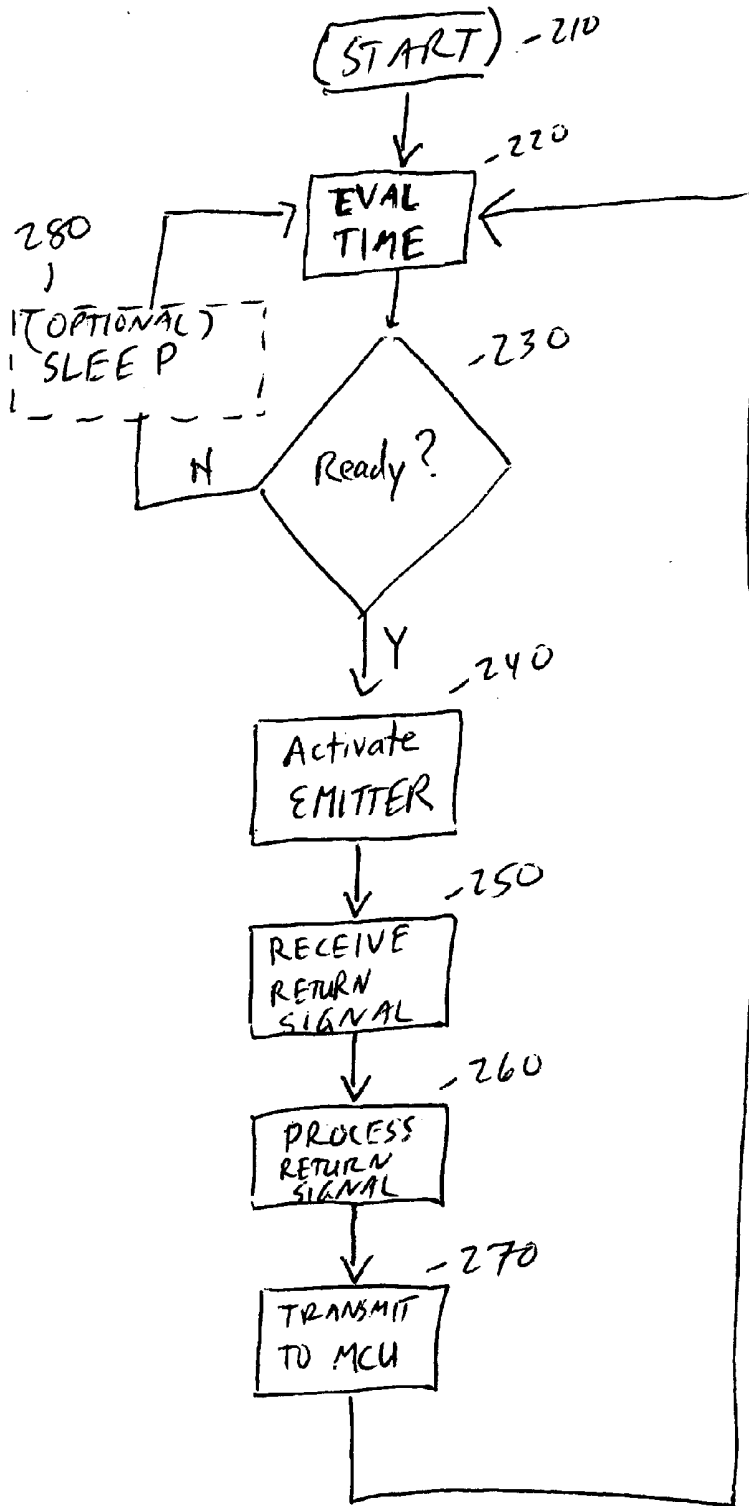 (START) -210
-220
EVAL
TIME
280
(OPTIONAL)
SLEEP
-230
Ready?
N
Y
-240
Activate
EMITTER
-250
RECEIVE
RETURN
SIGNAL
-260
PROCESS
RETURN
SIGNAL
-270
TRANSMIT
TO MCU